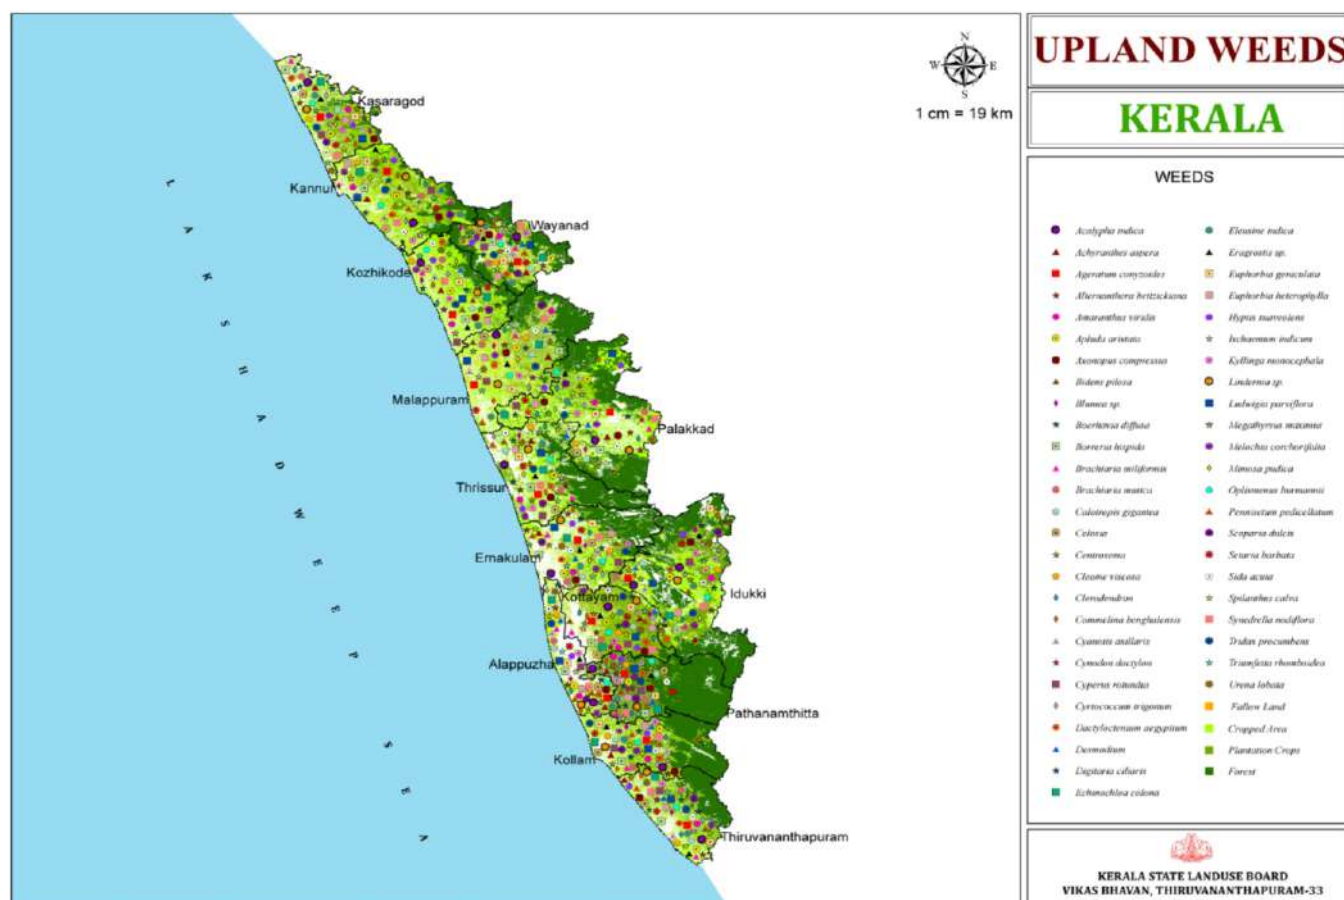 N
W E
S
1 cm = 19 km
Kasaragod
Kannur
Wayanad
Kozhikode
Malappuram
Palakkad
Thrissur
Ernakulam
Kottayam
Idukki
Alappuzha
Pathanamthitta
Kollam
Thiruvananthapuram
LAKSHADWEEP SEA
UPLAND WEEDS
KERALA
WEEDS
Acalypha indica
Achyranthes aspera
Ageratum conyzoides
Amaranthus viridis
Apluda aristata
Axonopus compressus
Bidens pilosa
Blumea sp.
Boerhavia diffusa
Borreria hispida
Brachiaria miliformis
Brachiaria mutica
Calotropis gigantea
Celosia
Centrosema
Cleome viscosa
Clerodendron
Commelina benghalensis
Cyanotis axillaris
Cynodon dactylon
Cyperus rotundus
Cyrtococcum trigonum
Dactyloctenium aegyptium
Desmodium
Digitaria ciliaris
Echinochloa colona
Eleusine indica
Eragrostis sp.
Euphorbia geniculata
Euphorbia heterophylla
Hyptis suaveolens
Ischaemum indicum
Kyllinga monocephala
Lindernia sp.
Ludwigia parviflora
Megathyrsus maximus
Melochia corchorifolia
Mimosa pudica
Oplismenus burmannii
Pennisetum pedicellatum
Scoparia dulcis
Setaria barbata
Sida acuta
Spilanthes calva
Synedrella nodiflora
Tridax procumbens
Triumfetta rhomboidea
Urena lobata
Fallow Land
Cropped Area
Plantation Crops
Forest
KERALA STATE LANDUSE BOARD
VIKAS BHAVAN, THIRUVANANTHAPURAM-33